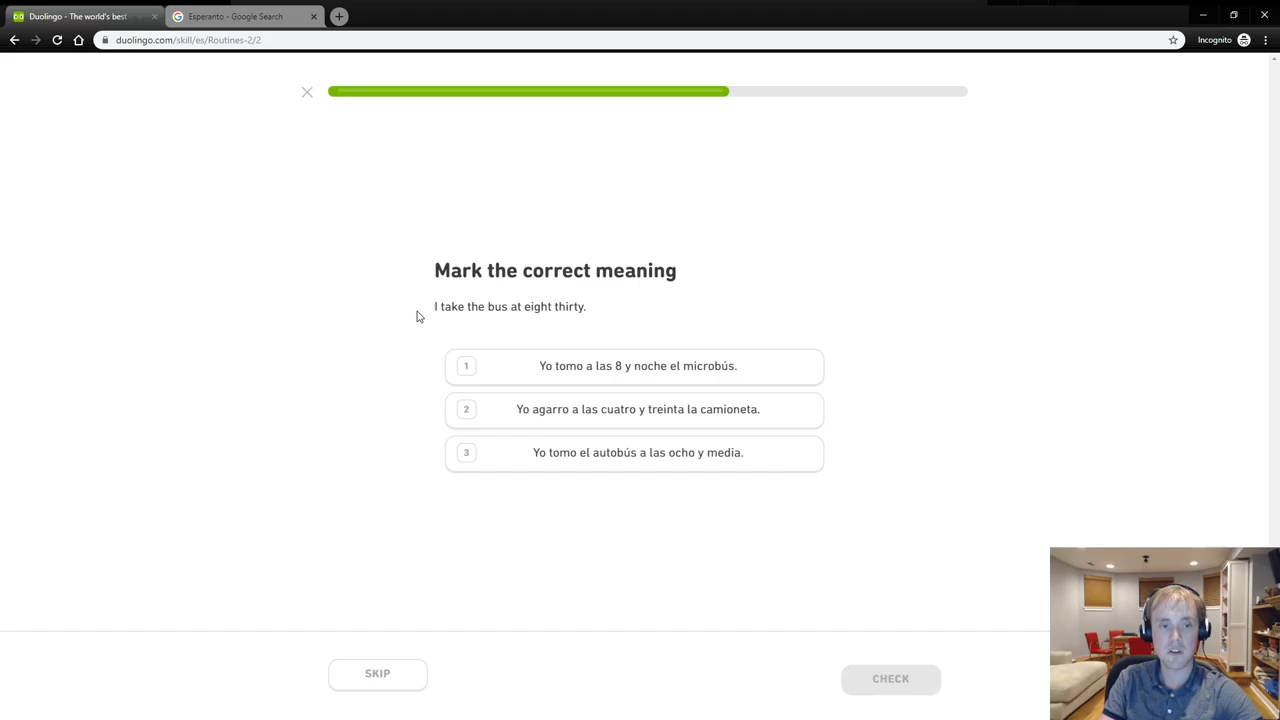 Duolingo - The world's best
Esperanto - Google Search
duolingo.com/skill/es/Routines-2/2
Incognito
Mark the correct meaning
I take the bus at eight thirty.
1 Yo tomo a las 8 y noche el microbús.
2 Yo agarro a las cuatro y treinta la camioneta.
3 Yo tomo el autobús a las ocho y media.
SKIP
CHECK